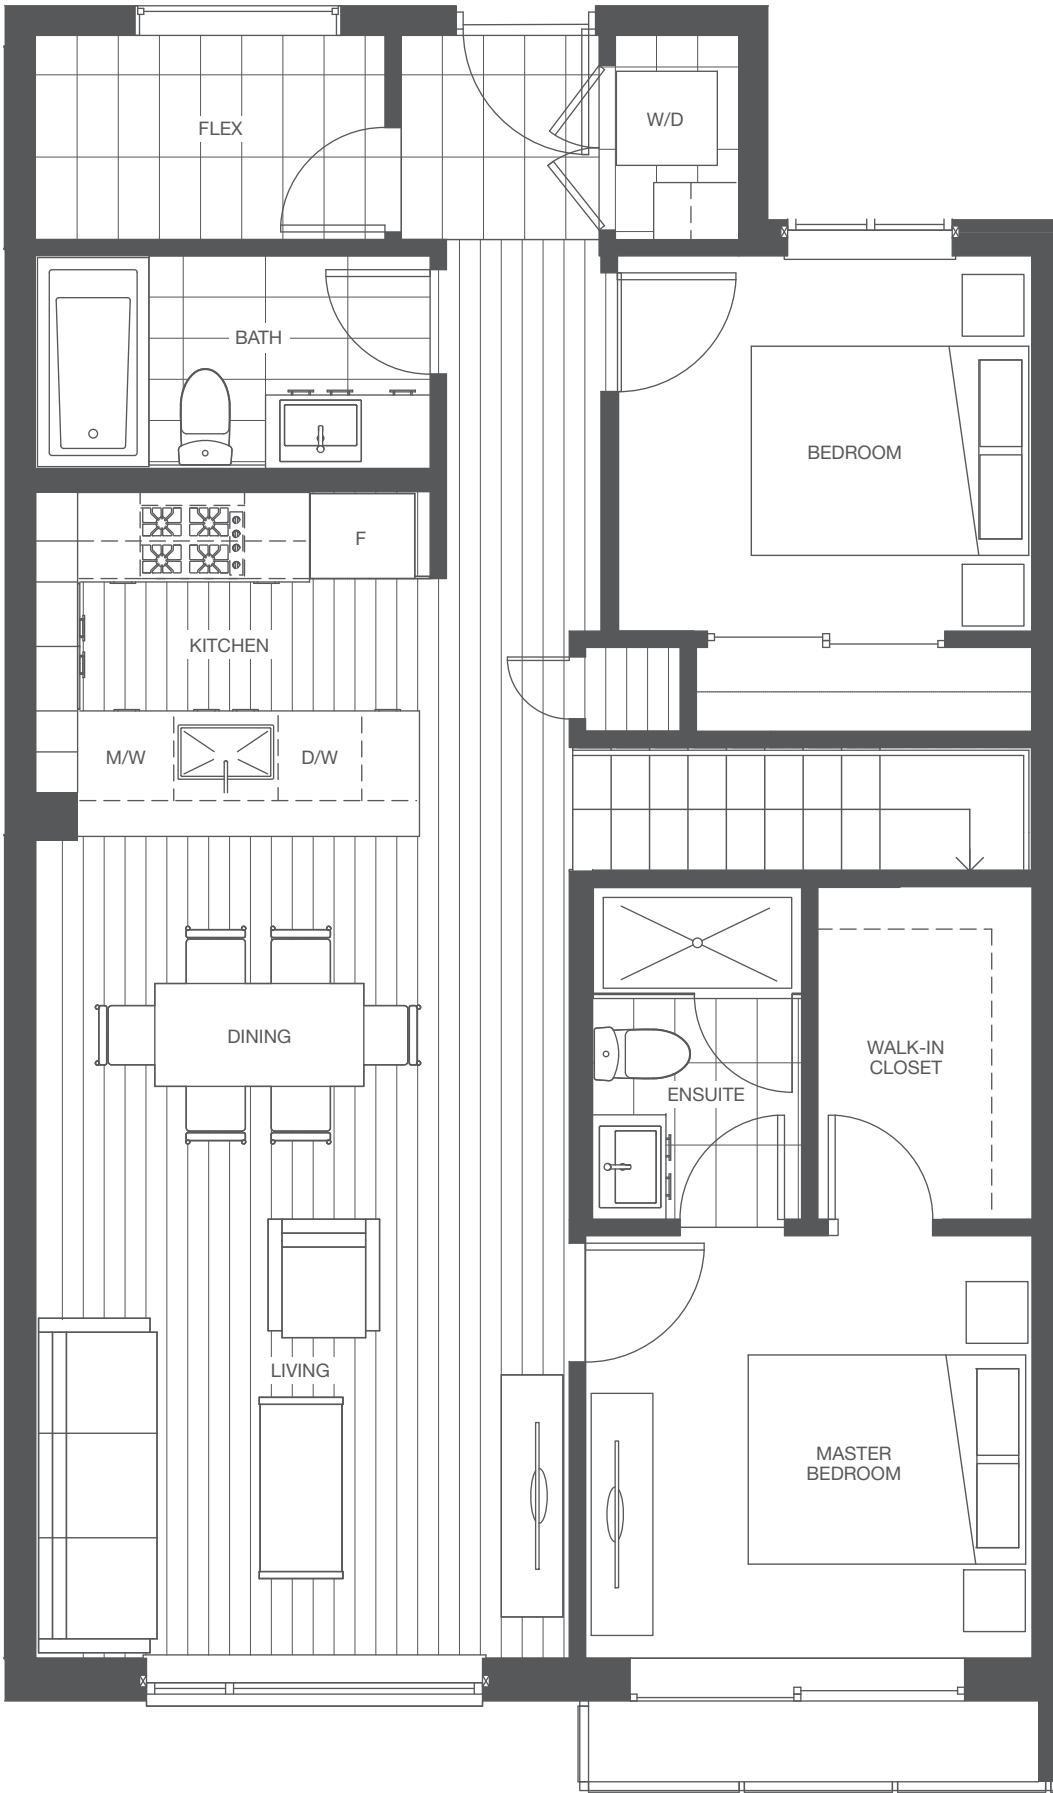 FLEX
W/D
BATH
BEDROOM
F
KITCHEN
M/W
D/W
DINING
WALK-IN
CLOSET
ENSUITE
LIVING
MASTER
BEDROOM